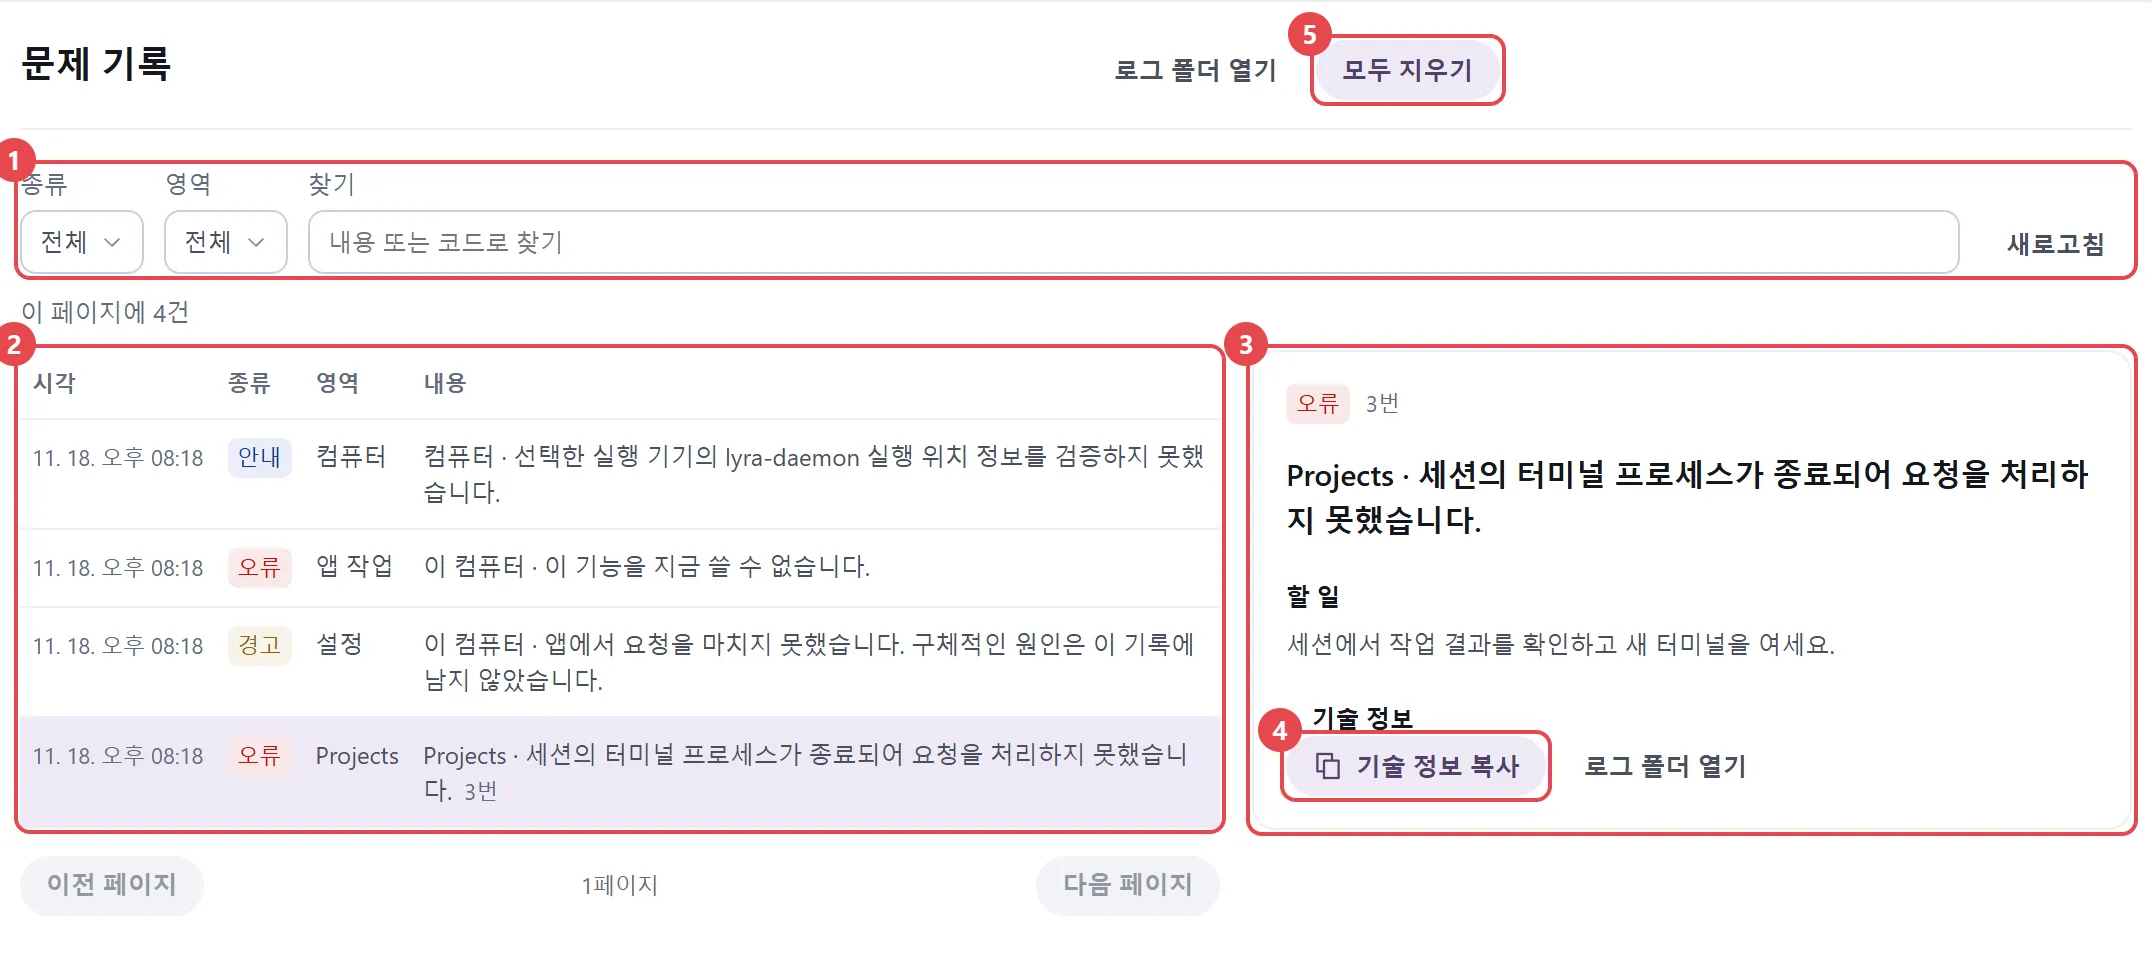 문제 기록
로그 폴더 열기
5
모두 지우기
1
종류 영역 찾기
전체 전체 내용 또는 코드로 찾기 새로고침
이 페이지에 4건
2
시각 종류 영역 내용
11. 18. 오후 08:18 안내 컴퓨터 컴퓨터 · 선택한 실행 기기의 lyra-daemon 실행 위치 정보를 검증하지 못했
습니다.
11. 18. 오후 08:18 오류 앱 작업 이 컴퓨터 · 이 기능을 지금 쓸 수 없습니다.
11. 18. 오후 08:18 경고 설정 이 컴퓨터 · 앱에서 요청을 마치지 못했습니다. 구체적인 원인은 이 기록에
남지 않았습니다.
11. 18. 오후 08:18 오류 Projects Projects · 세션의 터미널 프로세스가 종료되어 요청을 처리하지 못했습니
다. 3번
이전 페이지 1페이지 다음 페이지
3
오류 3번
Projects · 세션의 터미널 프로세스가 종료되어 요청을 처리하
지 못했습니다.
할 일
세션에서 작업 결과를 확인하고 새 터미널을 여세요.
기술 정보
4
기술 정보 복사 로그 폴더 열기